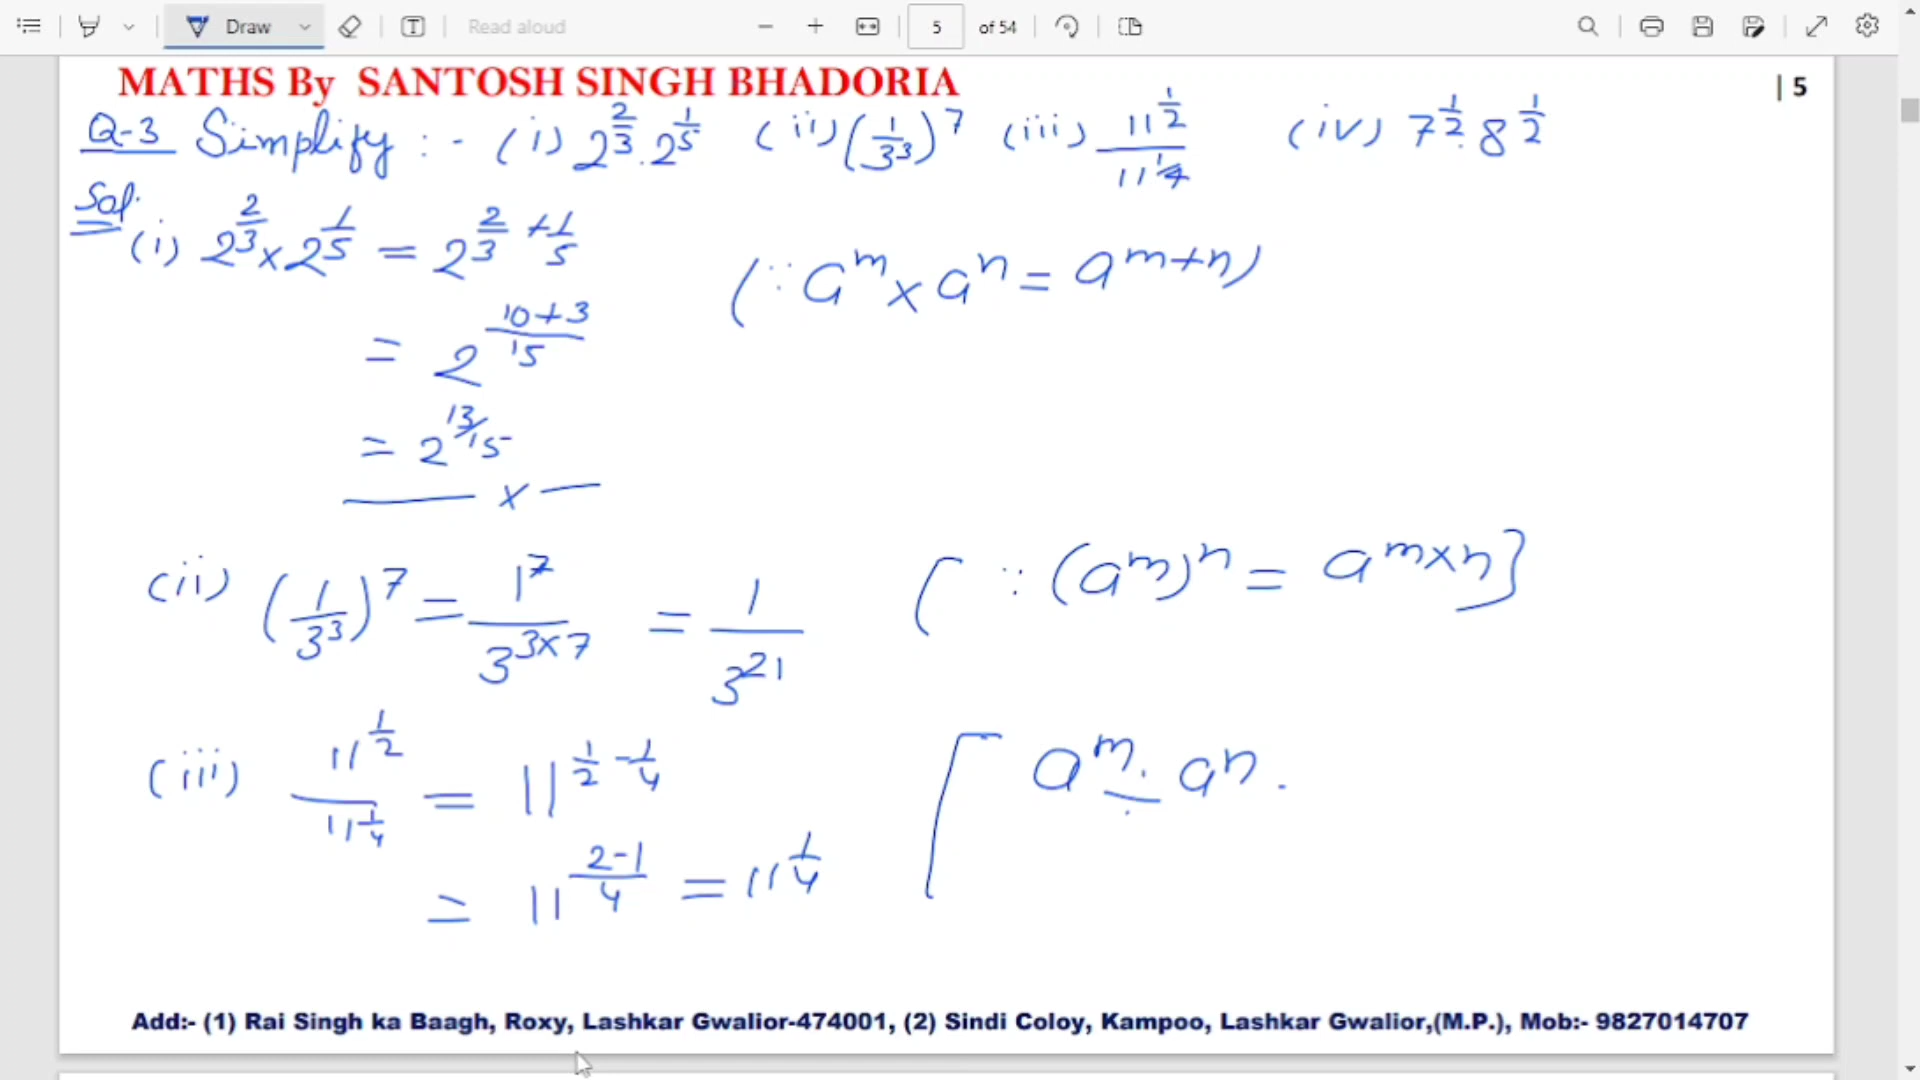 Read aloud
Draw
5 of 54
MATHS By SANTOSH SINGH BHADORIA | 5
Q-3 Simplify :- (i) 2^(2/3) . 2^(1/5) (ii) (1/3^3)^7 (iii) 11^(1/2) / 11^(1/4) (iv) 7^(1/2) . 8^(1/2)
Sol.
(i) 2^(2/3) x 2^(1/5) = 2^(2/3 + 1/5) (∵ a^m x a^n = a^(m+n))
= 2^((10+3)/15)
= 2^(13/15)
x
(ii) (1/3^3)^7 = 1^7 / 3^(3x7) = 1 / 3^21 [∵ (a^m)^n = a^(mxn)]
(iii) 11^(1/2) / 11^(1/4) = 11^(1/2 - 1/4) [a^m ÷ a^n.
= 11^((2-1)/4) = 11^(1/4)
Add:- (1) Rai Singh ka Baagh, Roxy, Lashkar Gwalior-474001, (2) Sindi Coloy, Kampoo, Lashkar Gwalior,(M.P.), Mob:- 9827014707